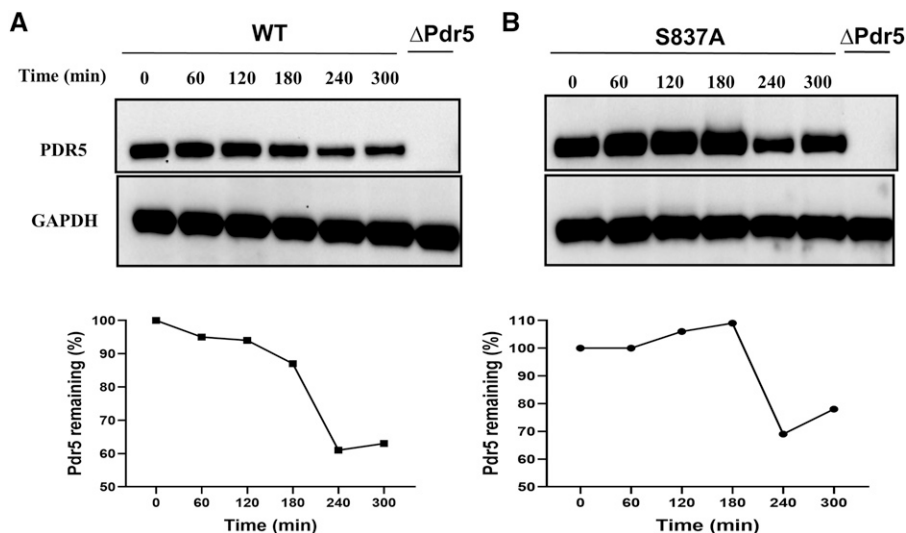 A
WT
ΔPdr5
Time (min) 0 60 120 180 240 300
PDR5
GAPDH
100
90
80
70
60
50
Pdr5 remaining (%)
0 60 120 180 240 300
Time (min)
B
S837A
ΔPdr5
0 60 120 180 240 300
110
100
90
80
70
60
50
Pdr5 remaining (%)
0 60 120 180 240 300
Time (min)